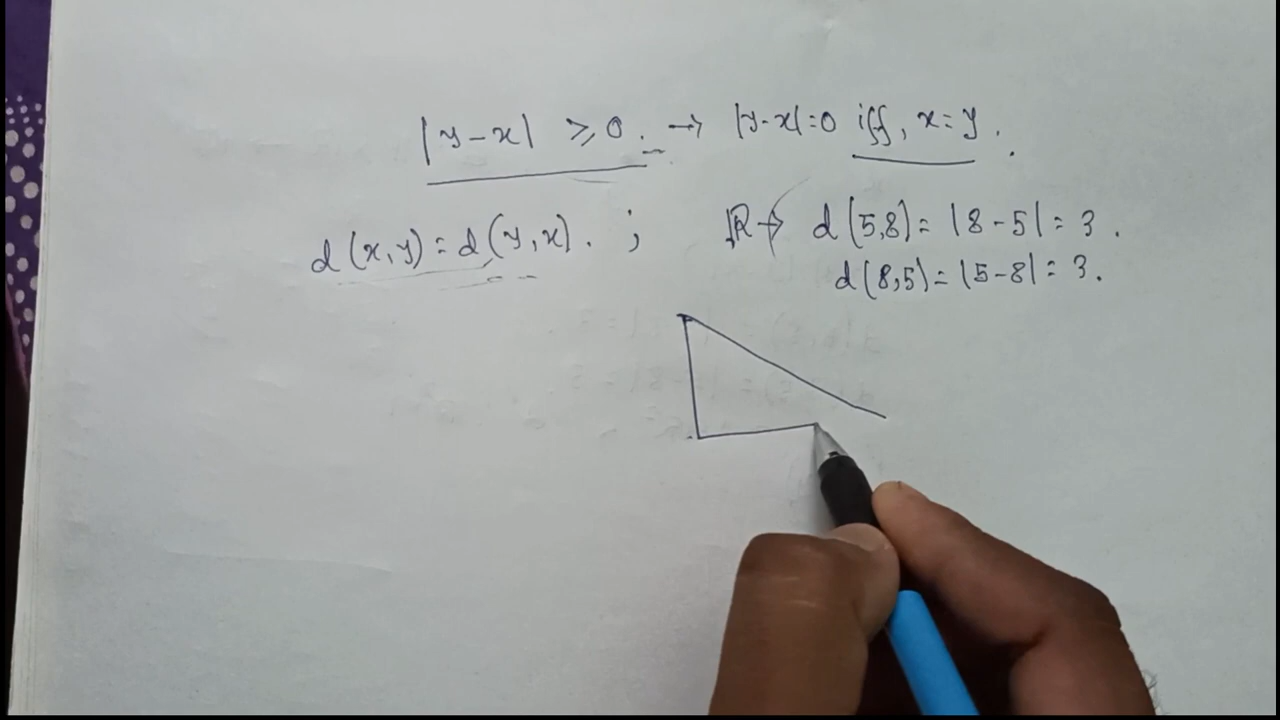 |y-x| ⩾ 0. → |y-x|=0 iff, x=y.
d(x,y)=d(y,x). ; ℝ→ d(5,8)= |8-5|= 3.
d(8,5)= |5-8|= 3.